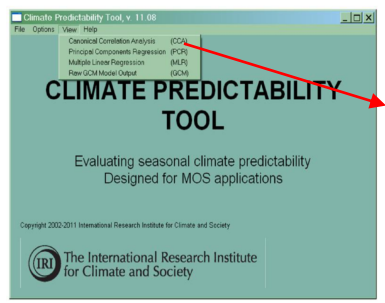 Climate Predictability Tool, v. 11.08
File Options View Help
Canonical Correlation Analysis (CCA)
Principal Components Regression (PCR)
Multiple Linear Regression (MLR)
Raw GCM Model Output (GCM)
CLIMATE PREDICTABILITY
TOOL
Evaluating seasonal climate predictability
Designed for MOS applications
Copyright 2002-2011 International Research Institute for Climate and Society
IRI
The International Research Institute
for Climate and Society